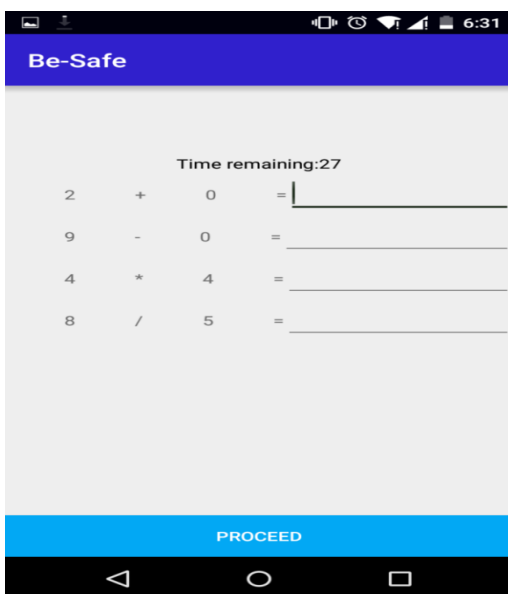 6:31
Be-Safe
Time remaining:27
2 + 0 =
9 - 0 =
4 * 4 =
8 / 5 =
PROCEED